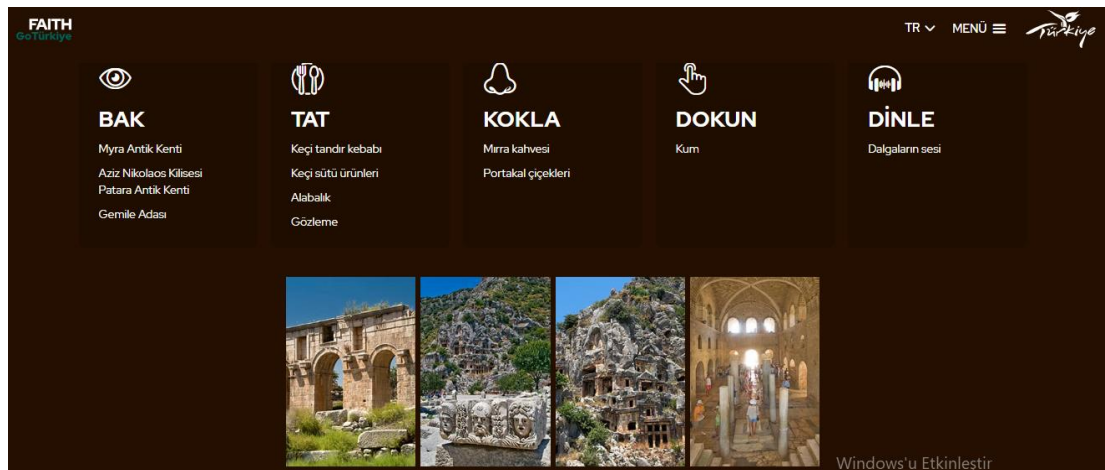 FAITH
GoTürkiye
TR
MENÜ
Türkiye
BAK
Myra Antik Kenti
Aziz Nikolaos Kilisesi
Patara Antik Kenti
Gemile Adası
TAT
Keçi tandır kebabı
Keçi sütü ürünleri
Alabalık
Gözleme
KOKLA
Mırra kahvesi
Portakal çiçekleri
DOKUN
Kum
DİNLE
Dalgaların sesi
Windows'u Etkinleştir